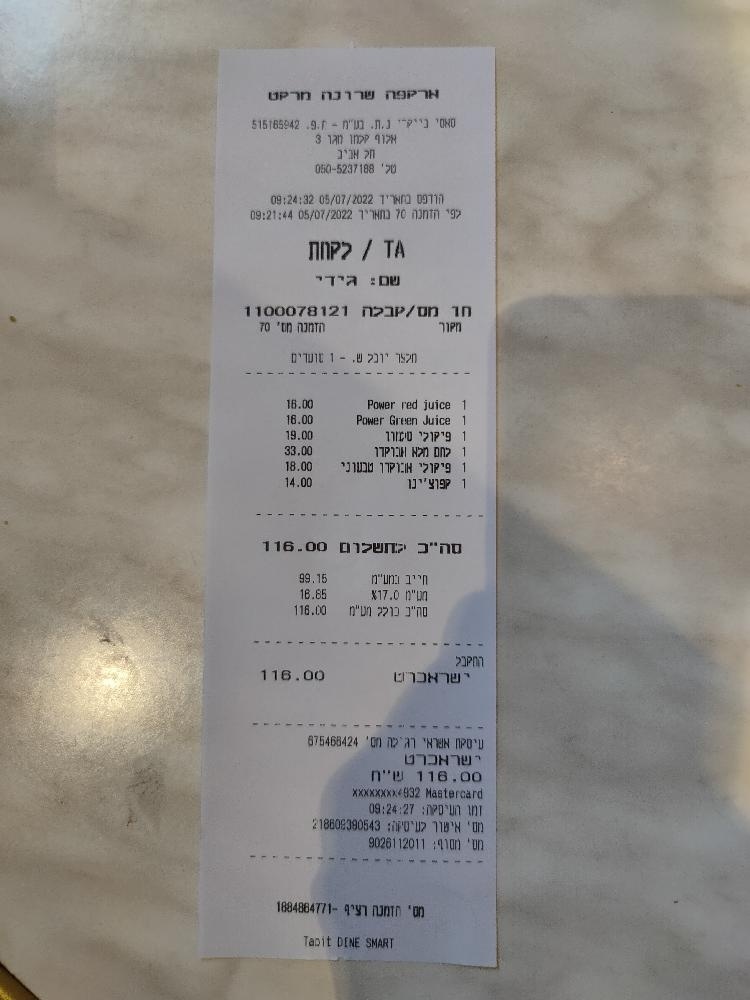 ארקפה שרונה מרקט
סאסי בייקרי נ.ת. בע"מ - ח.פ. 515165942
אלוף קלמן מגן 3
תל אביב
טל' 050-5237188
הודפס בתאריך 05/07/2022 09:24:32
לפי הזמנה 70 בתאריך 05/07/2022 09:21:44
TA / לקחת
שם: גידי
חד מס/קבלה 1100078121
מקור הזמנה מס' 70
מלצר יובל ש. - 1 סועדים
1 Power red juice 16.00
1 Power Green Juice 16.00
1 פיקולי סלמון 19.00
1 לחם מלא אבוקדו 33.00
1 פיקולי אבוקדו טבעוני 18.00
1 קפוצ'ינו 14.00
סה"כ לתשלום 116.00
חייב במע"מ 99.15
מע"מ 17.0% 16.85
סה"כ כולל מע"מ 116.00
התקבל
ישראכרט 116.00
עיסקת אשראי רגילה מס' 675466424
ישראכרט
116.00 ש"ח
xxxxxxxx4932 Mastercard
זמן העיסקה: 09:24:27
מס' אישור לעיסקה: 218609390543
מס' מסוף: 9026112011
מס' הזמנה רציף -1884864771
Tabit DINE SMART